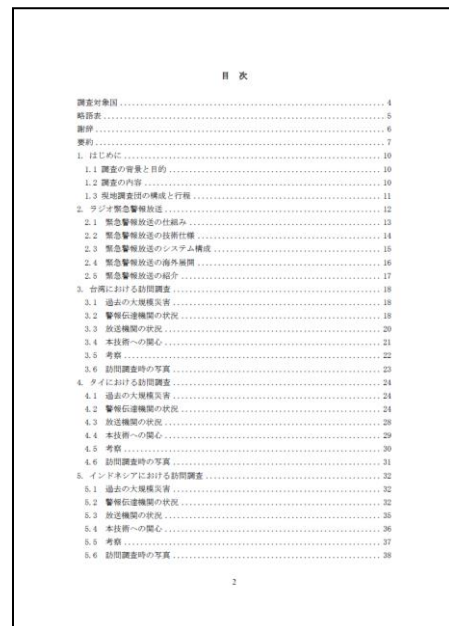 目 次
調査対象国 ........ 4
略語表 ........ 5
謝辞 ........ 6
要約 ........ 7
1. はじめに ........ 10
1.1 調査の背景と目的 ........ 10
1.2 調査の内容 ........ 10
1.3 現地調査団の構成と行程 ........ 11
2. ラジオ緊急警報放送 ........ 12
2.1 緊急警報放送の仕組み ........ 13
2.2 緊急警報放送の技術仕様 ........ 14
2.3 緊急警報放送のシステム構成 ........ 15
2.4 緊急警報放送の海外展開 ........ 16
2.5 緊急警報放送の紹介 ........ 17
3. 台湾における訪問調査 ........ 18
3.1 過去の大規模災害 ........ 18
3.2 警報伝達機関の状況 ........ 18
3.3 放送機関の状況 ........ 20
3.4 本技術への関心 ........ 21
3.5 考察 ........ 22
3.6 訪問調査時の写真 ........ 23
4. タイにおける訪問調査 ........ 24
4.1 過去の大規模災害 ........ 24
4.2 警報伝達機関の状況 ........ 24
4.3 放送機関の状況 ........ 28
4.4 本技術への関心 ........ 29
4.5 考察 ........ 30
4.6 訪問調査時の写真 ........ 31
5. インドネシアにおける訪問調査 ........ 32
5.1 過去の大規模災害 ........ 32
5.2 警報伝達機関の状況 ........ 32
5.3 放送機関の状況 ........ 35
5.4 本技術への関心 ........ 36
5.5 考察 ........ 37
5.6 訪問調査時の写真 ........ 38
2